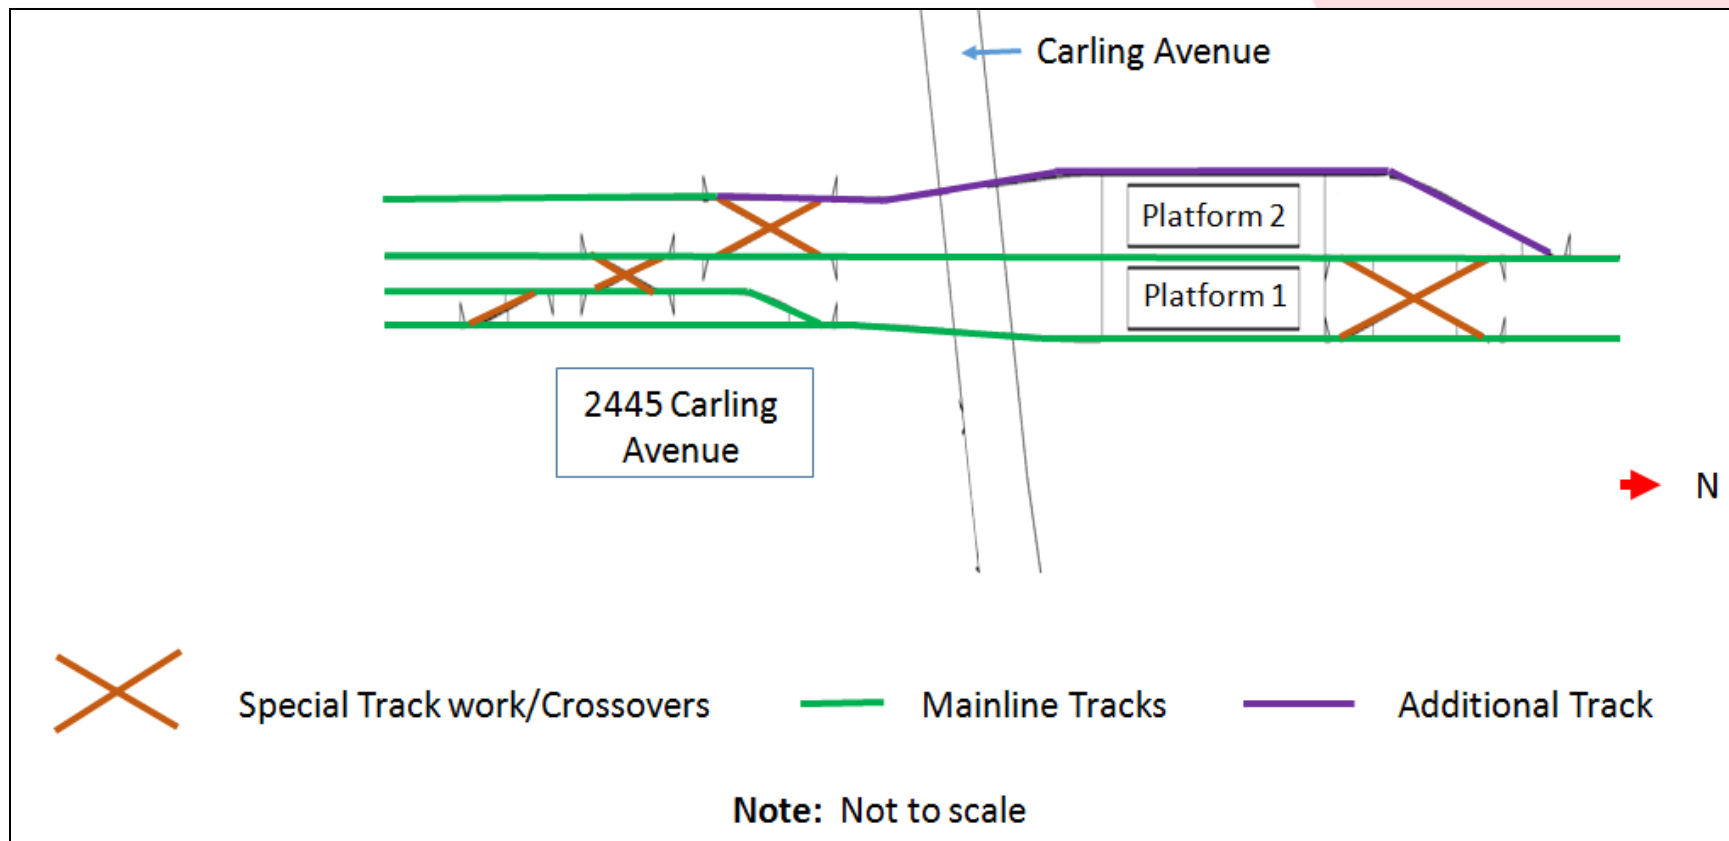 Carling Avenue
Platform 2
Platform 1
2445 Carling
Avenue
N
Special Track work/Crossovers
Mainline Tracks
Additional Track
Note: Not to scale